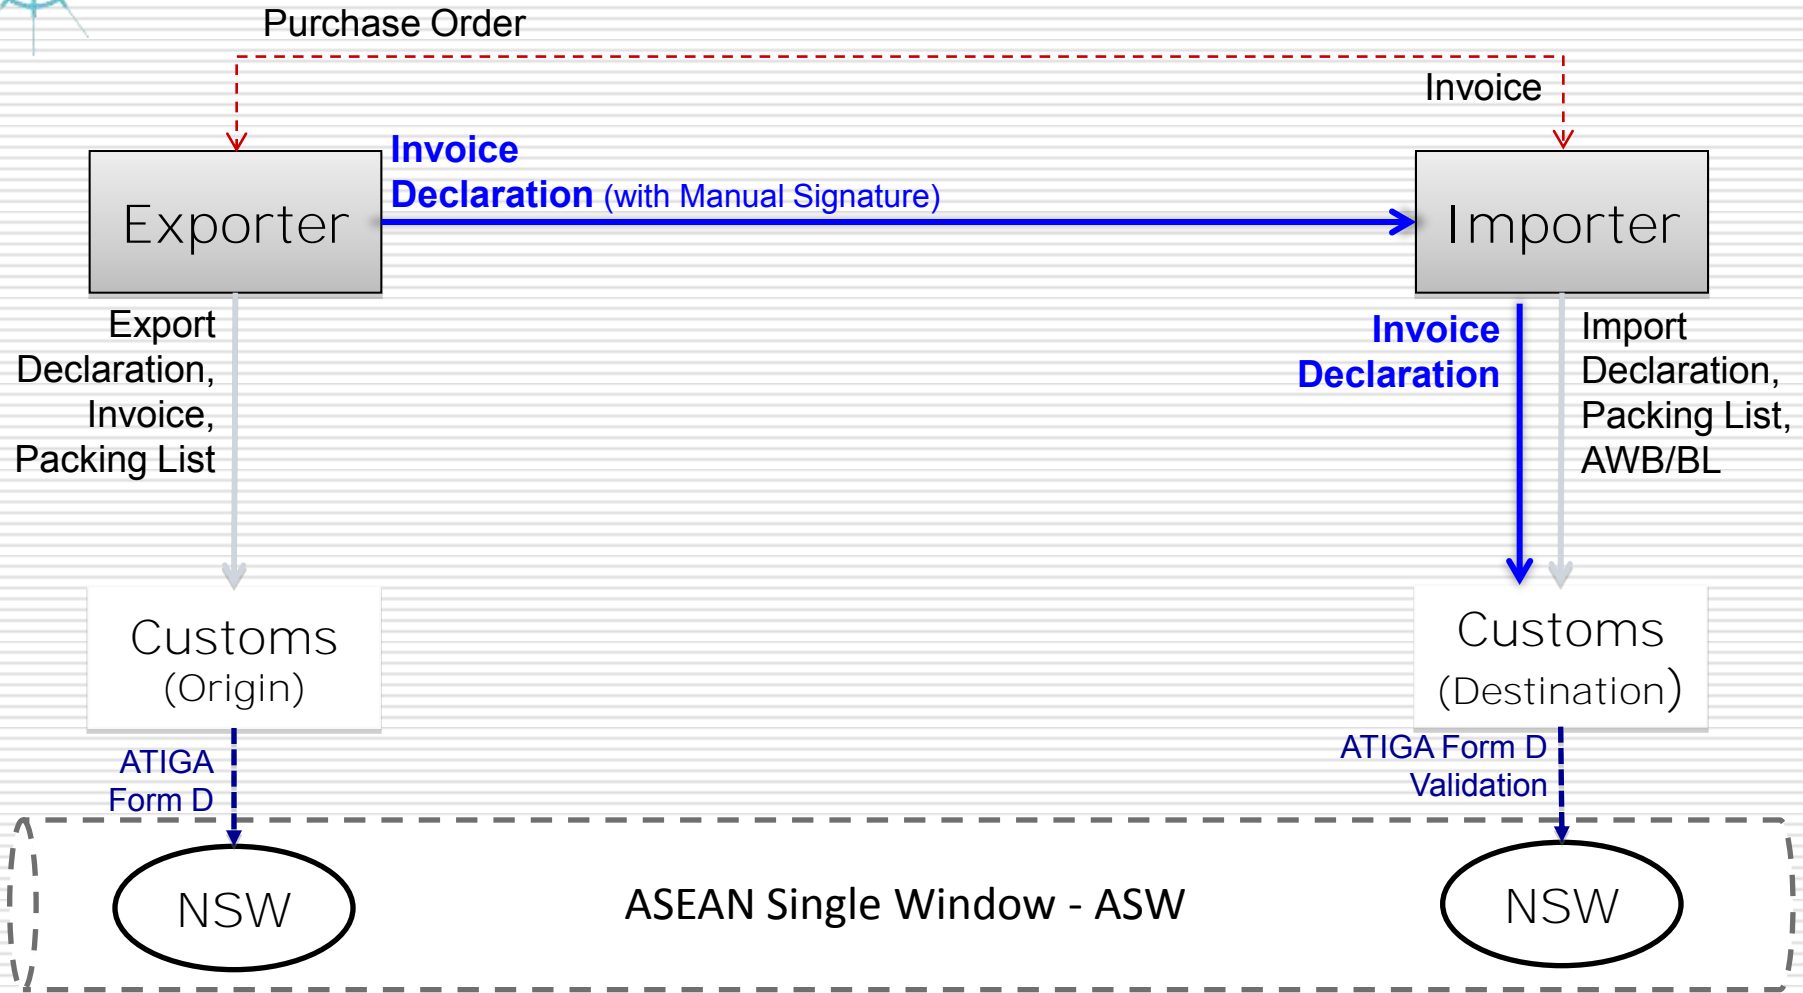 Purchase Order
Invoice
Invoice
Declaration (with Manual Signature)
Exporter
Importer
Export
Declaration,
Invoice,
Packing List
Invoice
Declaration
Import
Declaration,
Packing List,
AWB/BL
Customs
(Origin)
Customs
(Destination)
ATIGA
Form D
ATIGA Form D
Validation
NSW
ASEAN Single Window - ASW
NSW